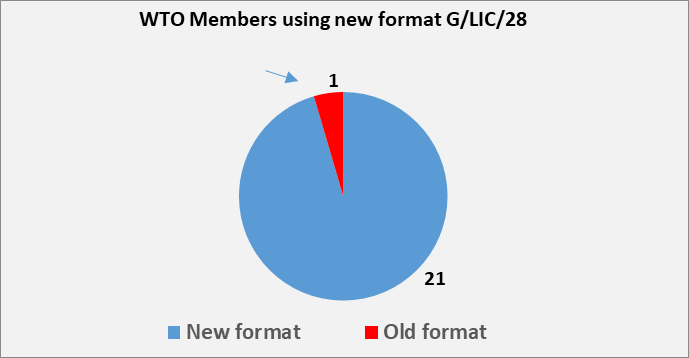 WTO Members using new format G/LIC/28
1
21
New format
Old format